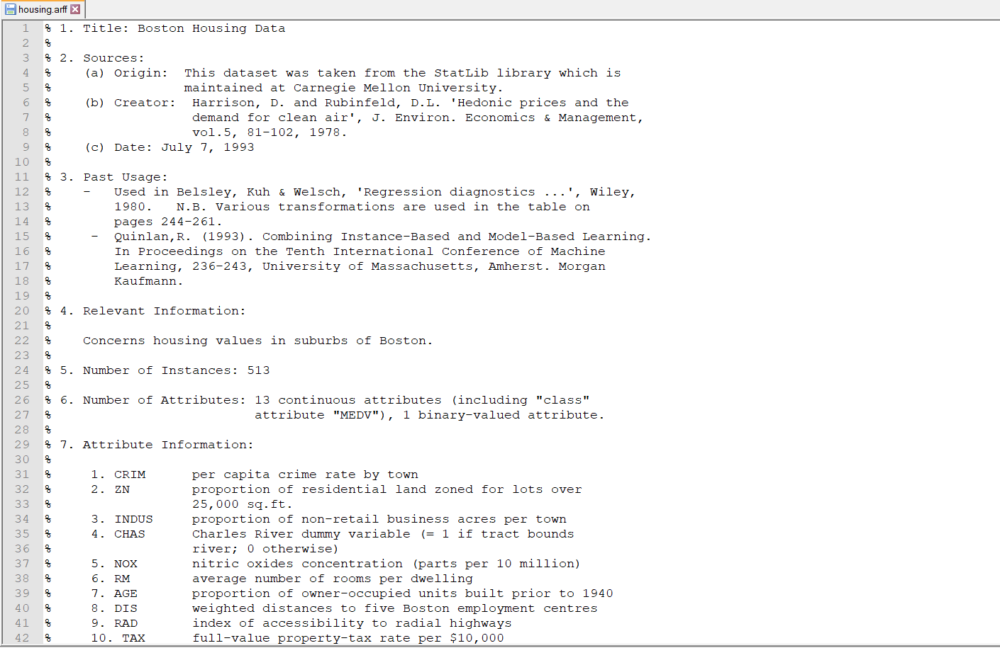 housing.arff
1 % 1. Title: Boston Housing Data
2 %
3 % 2. Sources:
4 %    (a) Origin:  This dataset was taken from the StatLib library which is
5 %                 maintained at Carnegie Mellon University.
6 %    (b) Creator:  Harrison, D. and Rubinfeld, D.L. 'Hedonic prices and the
7 %                  demand for clean air', J. Environ. Economics & Management,
8 %                  vol.5, 81-102, 1978.
9 %    (c) Date: July 7, 1993
10 %
11 % 3. Past Usage:
12 %    -   Used in Belsley, Kuh & Welsch, 'Regression diagnostics ...', Wiley,
13 %        1980.   N.B. Various transformations are used in the table on
14 %        pages 244-261.
15 %     -  Quinlan,R. (1993). Combining Instance-Based and Model-Based Learning.
16 %        In Proceedings on the Tenth International Conference of Machine
17 %        Learning, 236-243, University of Massachusetts, Amherst. Morgan
18 %        Kaufmann.
19 %
20 % 4. Relevant Information:
21 %
22 %    Concerns housing values in suburbs of Boston.
23 %
24 % 5. Number of Instances: 513
25 %
26 % 6. Number of Attributes: 13 continuous attributes (including "class"
27 %                          attribute "MEDV"), 1 binary-valued attribute.
28 %
29 % 7. Attribute Information:
30 %
31 %     1. CRIM      per capita crime rate by town
32 %     2. ZN        proportion of residential land zoned for lots over
33 %                  25,000 sq.ft.
34 %     3. INDUS     proportion of non-retail business acres per town
35 %     4. CHAS      Charles River dummy variable (= 1 if tract bounds
36 %                  river; 0 otherwise)
37 %     5. NOX       nitric oxides concentration (parts per 10 million)
38 %     6. RM        average number of rooms per dwelling
39 %     7. AGE       proportion of owner-occupied units built prior to 1940
40 %     8. DIS       weighted distances to five Boston employment centres
41 %     9. RAD       index of accessibility to radial highways
42 %     10. TAX      full-value property-tax rate per $10,000